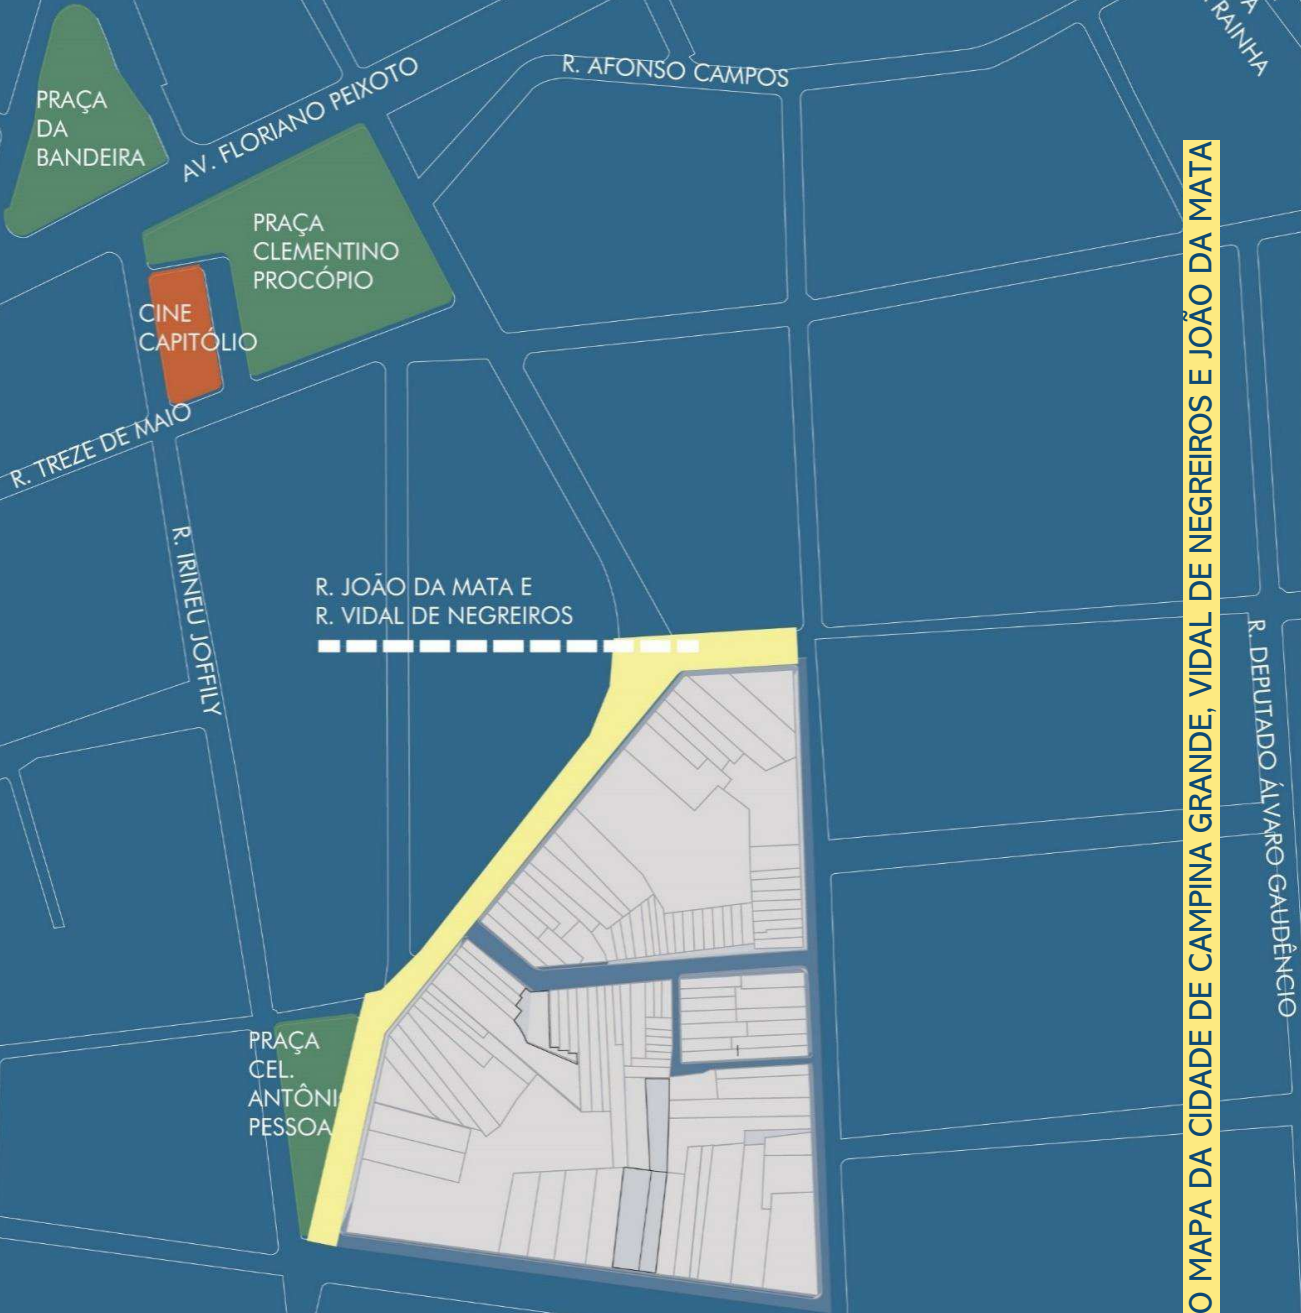 TRAINHA
R. AFONSO CAMPOS
AV. FLORIANO PEIXOTO
PRAÇA
DA
BANDEIRA
PRAÇA
CLEMENTINO
PROCÓPIO
CINE
CAPITÓLIO
R. TREZE DE MAIO
R. IRINEU JOFFILY
R. JOÃO DA MATA E
R. VIDAL DE NEGREIROS
R. DEPUTADO ÁLVARO GAUDÊNCIO
PRAÇA
CEL.
ANTÔNI
PESSOA
O MAPA DA CIDADE DE CAMPINA GRANDE, VIDAL DE NEGREIROS E JOÃO DA MATA